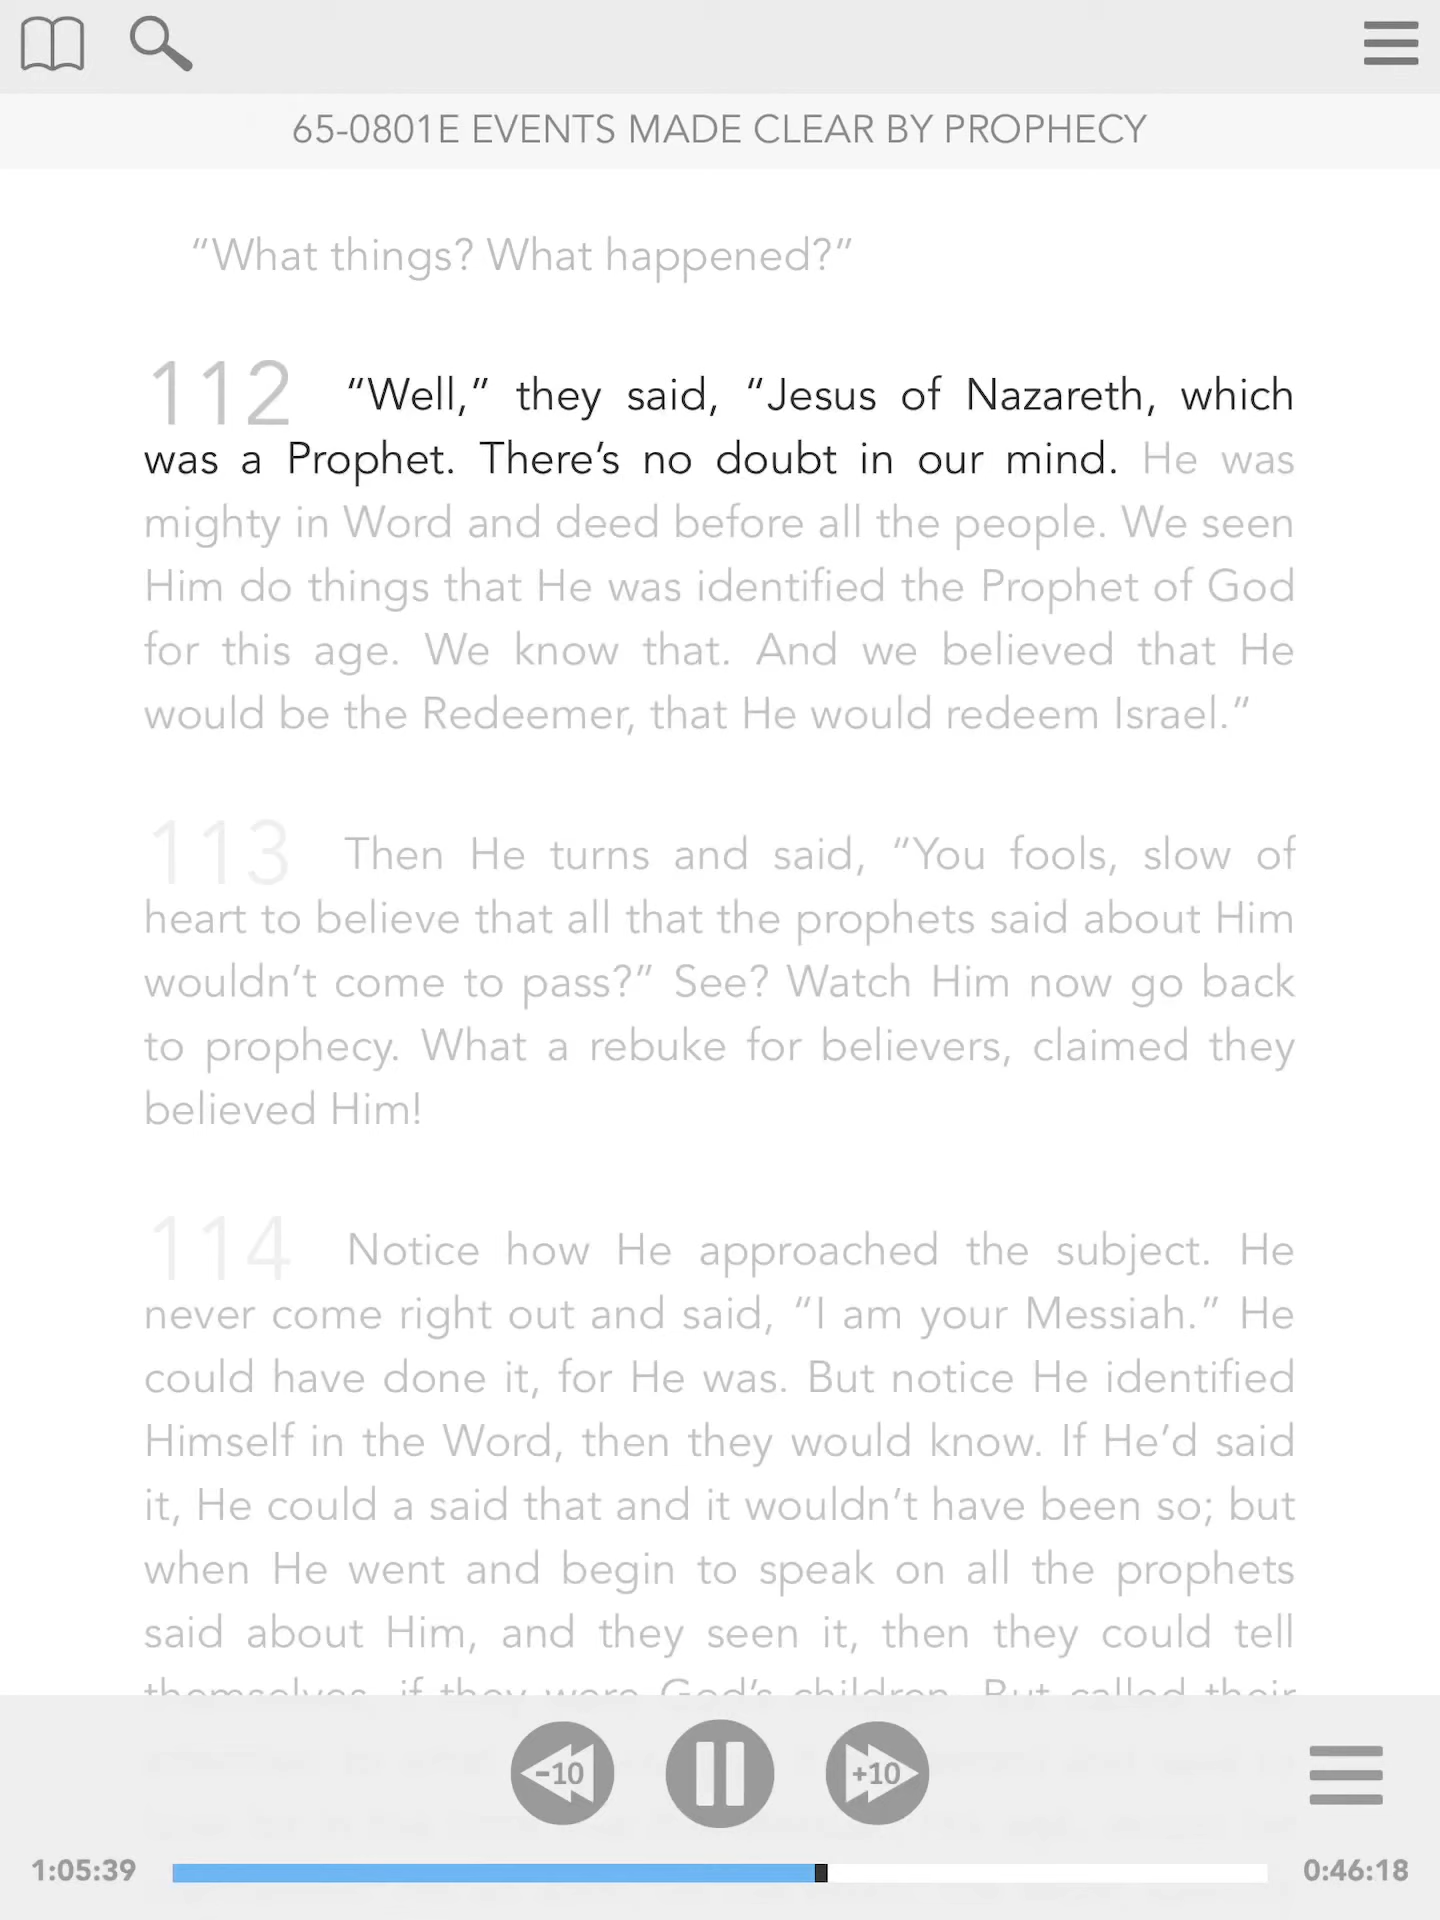 65-0801E EVENTS MADE CLEAR BY PROPHECY
“What things? What happened?”
112 “Well,” they said, “Jesus of Nazareth, which
was a Prophet. There’s no doubt in our mind. He was
mighty in Word and deed before all the people. We seen
Him do things that He was identified the Prophet of God
for this age. We know that. And we believed that He
would be the Redeemer, that He would redeem Israel.”
113 Then He turns and said, “You fools, slow of
heart to believe that all that the prophets said about Him
wouldn’t come to pass?” See? Watch Him now go back
to prophecy. What a rebuke for believers, claimed they
believed Him!
114 Notice how He approached the subject. He
never come right out and said, “I am your Messiah.” He
could have done it, for He was. But notice He identified
Himself in the Word, then they would know. If He’d said
it, He could a said that and it wouldn’t have been so; but
when He went and begin to speak on all the prophets
said about Him, and they seen it, then they could tell
themselves, if they were God’s children. But called their
-10 +10
1:05:39 0:46:18